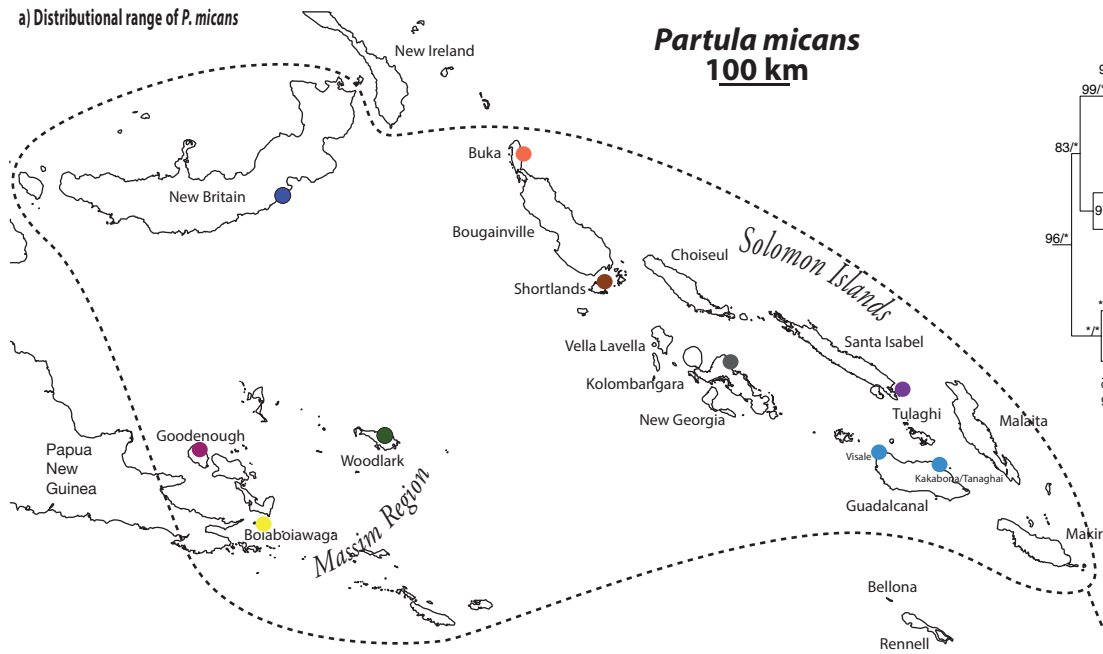 a) Distributional range of P. micans
Partula micans
100 km
New Ireland
Buka
New Britain
Bougainville
Choiseul
Solomon Islands
Shortlands
Santa Isabel
Vella Lavella
Kolombangara
New Georgia
Tulaghi
Malaita
Goodenough
Woodlark
Papua
New
Guinea
Visale
Kakabona/Tanaghai
Guadalcanal
Boiaboiawaga
Massim Region
Makir
Bellona
Rennell
99/*
83/*
9
96/*
*/*